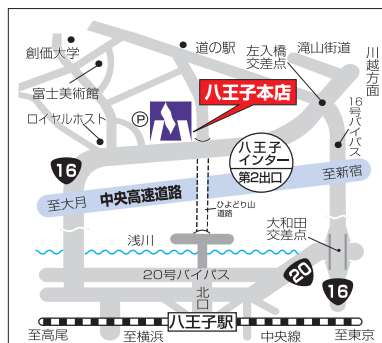 創価大学
道の駅
左入橋
交差点
滝山街道
川越方面
富士美術館
P
八王子本店
ロイヤルホスト
16号バイパス
八王子
インター
第2出口
16
至新宿
中央高速道路
至大月
ひよどり山
道路
大和田
交差点
浅川
20号バイパス
20
北口
16
八王子駅
至高尾
至横浜
中央線
至東京